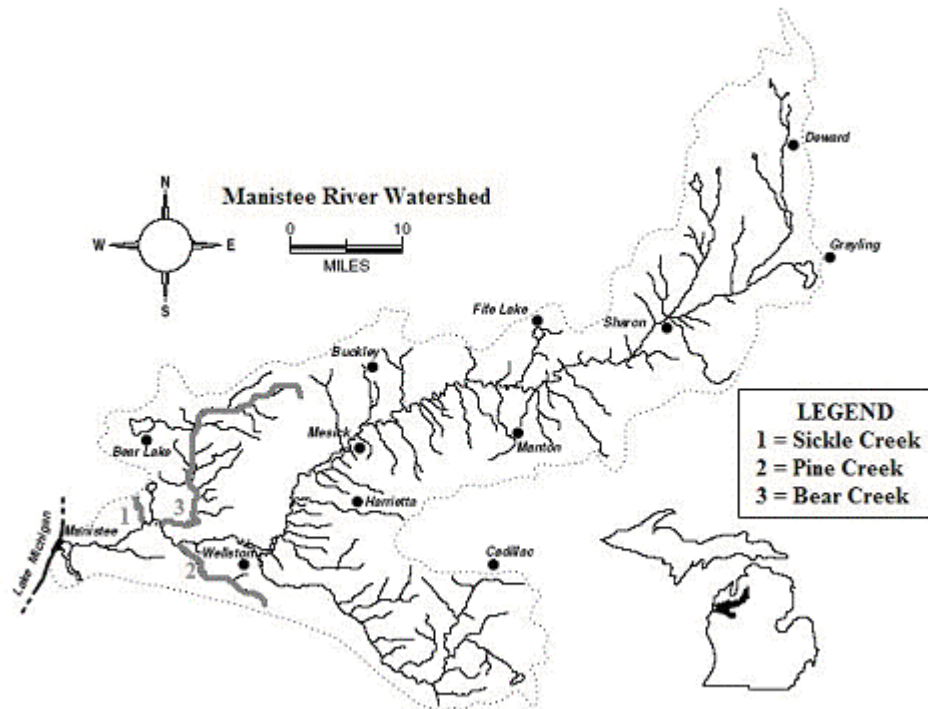 Deward
N
Manistee River Watershed
W
E
0
10
MILES
S
Grayling
Fife Lake
Sharon
Buckley
LEGEND
1 = Sickle Creek
2 = Pine Creek
3 = Bear Creek
Mesick
Manton
Bear Lake
Harrietta
1
3
Manistee
Lake Michigan
Wellston
Cadillac
2